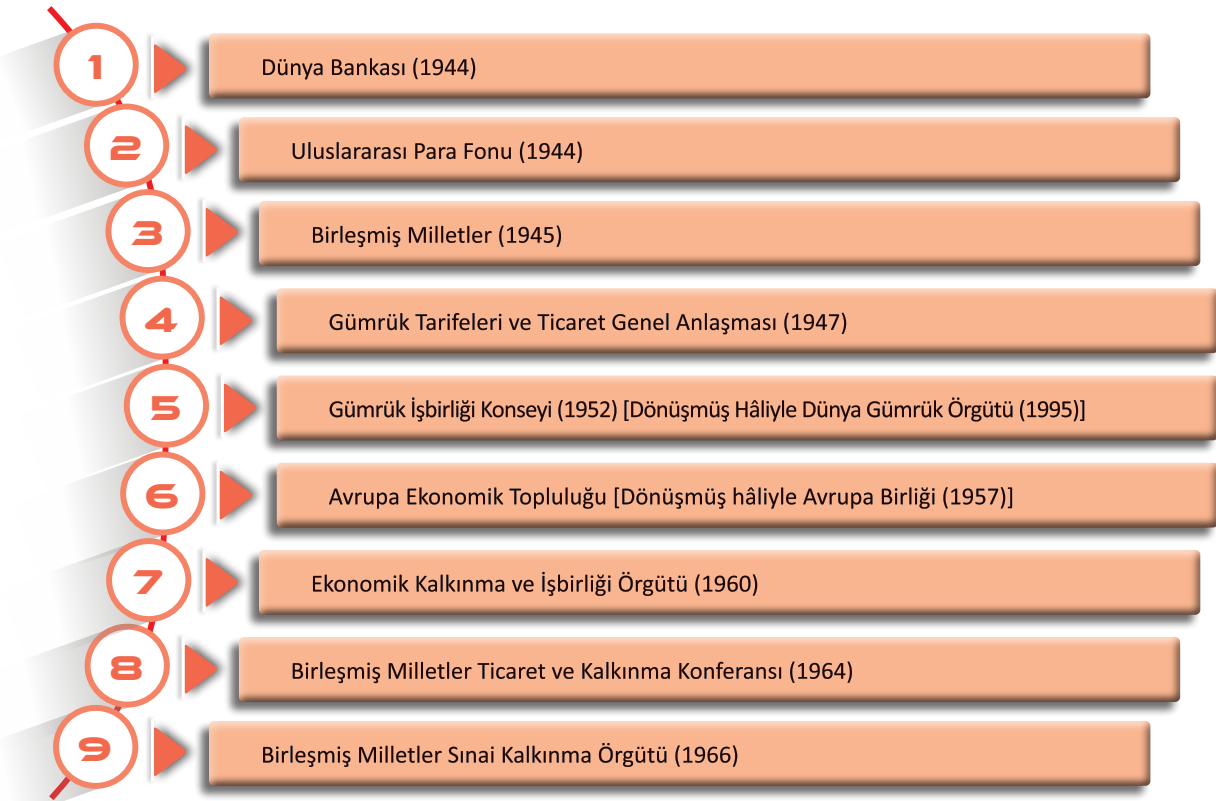 1 Dünya Bankası (1944)
2 Uluslararası Para Fonu (1944)
3 Birleşmiş Milletler (1945)
4 Gümrük Tarifeleri ve Ticaret Genel Anlaşması (1947)
5 Gümrük İşbirliği Konseyi (1952) [Dönüşmüş Hâliyle Dünya Gümrük Örgütü (1995)]
6 Avrupa Ekonomik Topluluğu [Dönüşmüş hâliyle Avrupa Birliği (1957)]
7 Ekonomik Kalkınma ve İşbirliği Örgütü (1960)
8 Birleşmiş Milletler Ticaret ve Kalkınma Konferansı (1964)
9 Birleşmiş Milletler Sınai Kalkınma Örgütü (1966)